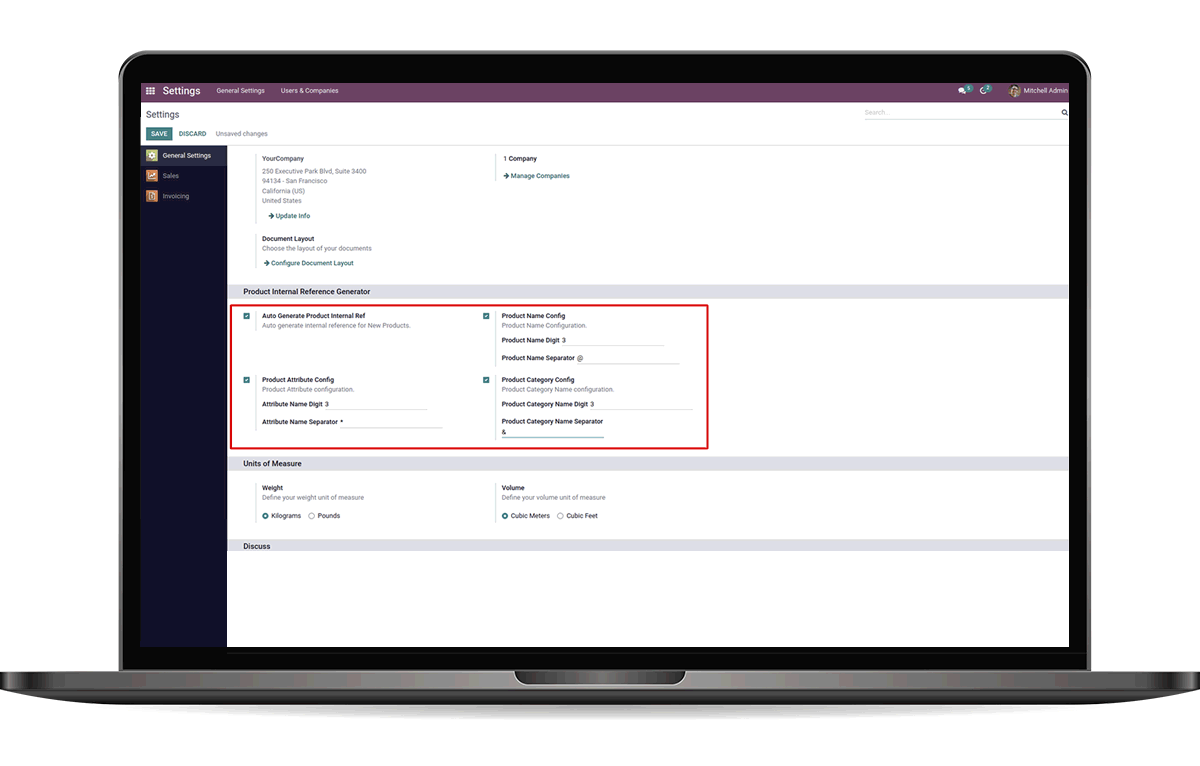 Settings General Settings Users & Companies 5 2 Mitchell Admin
Settings Search...
SAVE DISCARD Unsaved changes
General Settings
Sales
Invoicing
YourCompany
250 Executive Park Blvd, Suite 3400
94134 - San Francisco
California (US)
United States
Update Info
1 Company
Manage Companies
Document Layout
Choose the layout of your documents
Configure Document Layout
Product Internal Reference Generator
Auto Generate Product Internal Ref
Auto generate internal reference for New Products.
Product Name Config
Product Name Configuration.
Product Name Digit 3
Product Name Separator @
Product Attribute Config
Product Attribute configuration.
Attribute Name Digit 3
Attribute Name Separator *
Product Category Config
Product Category Name configuration.
Product Category Name Digit 3
Product Category Name Separator
&
Units of Measure
Weight
Define your weight unit of measure
Kilograms Pounds
Volume
Define your volume unit of measure
Cubic Meters Cubic Feet
Discuss